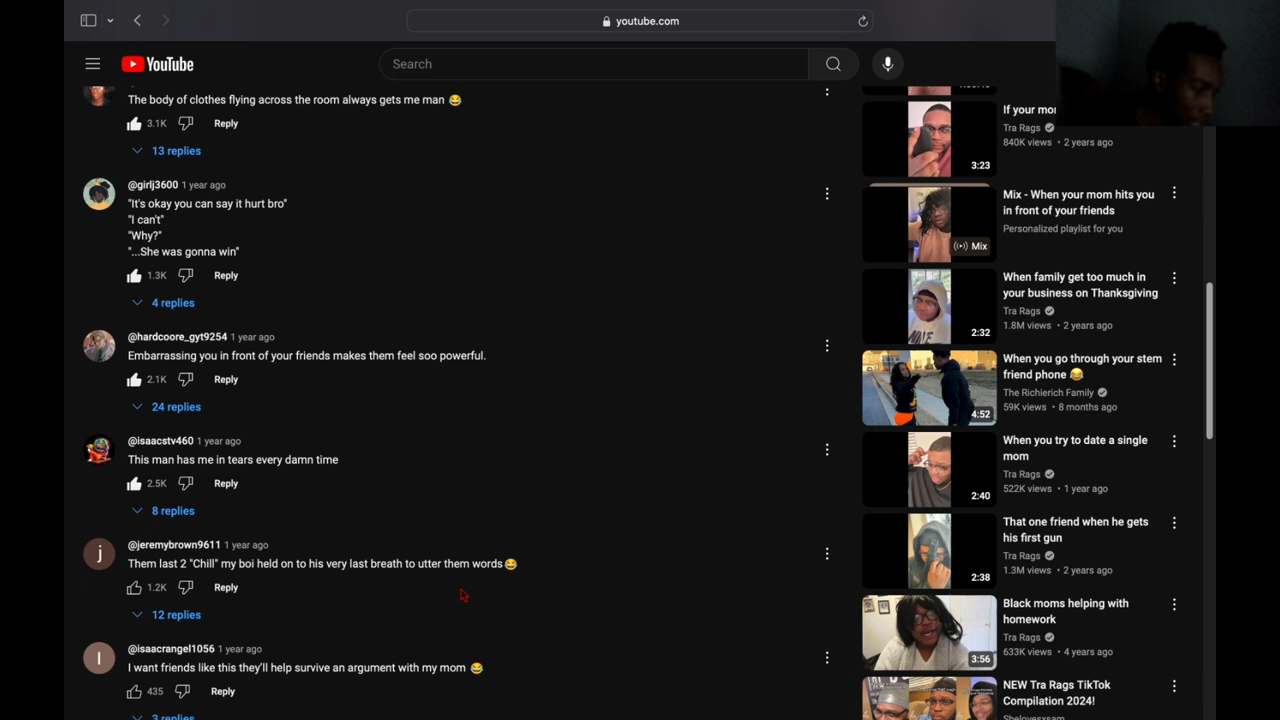 youtube.com
YouTube
Search
The body of clothes flying across the room always gets me man 😂
3.1K Reply
13 replies
@girlj3600 1 year ago
"It's okay you can say it hurt bro"
"I can't"
"Why?"
"...She was gonna win"
1.3K Reply
4 replies
@hardcoore_gyt9254 1 year ago
Embarrassing you in front of your friends makes them feel soo powerful.
2.1K Reply
24 replies
@isaacstv460 1 year ago
This man has me in tears every damn time
2.5K Reply
8 replies
j
@jeremybrown9611 1 year ago
Them last 2 "Chill" my boi held on to his very last breath to utter them words😂
1.2K Reply
12 replies
I
@isaacrangel1056 1 year ago
I want friends like this they'll help survive an argument with my mom 😂
435 Reply
3 replies
If your mom
Tra Rags
840K views • 2 years ago
3:23
Mix - When your mom hits you
in front of your friends
Personalized playlist for you
Mix
When family get too much in
your business on Thanksgiving
Tra Rags
1.8M views • 2 years ago
2:32
When you go through your stem
friend phone 😂
The Richierich Family
59K views • 8 months ago
4:52
When you try to date a single
mom
Tra Rags
522K views • 1 year ago
2:40
That one friend when he gets
his first gun
Tra Rags
1.3M views • 2 years ago
2:38
Black moms helping with
homework
Tra Rags
633K views • 4 years ago
3:56
NEW Tra Rags TikTok
Compilation 2024!
Shelovesxsam